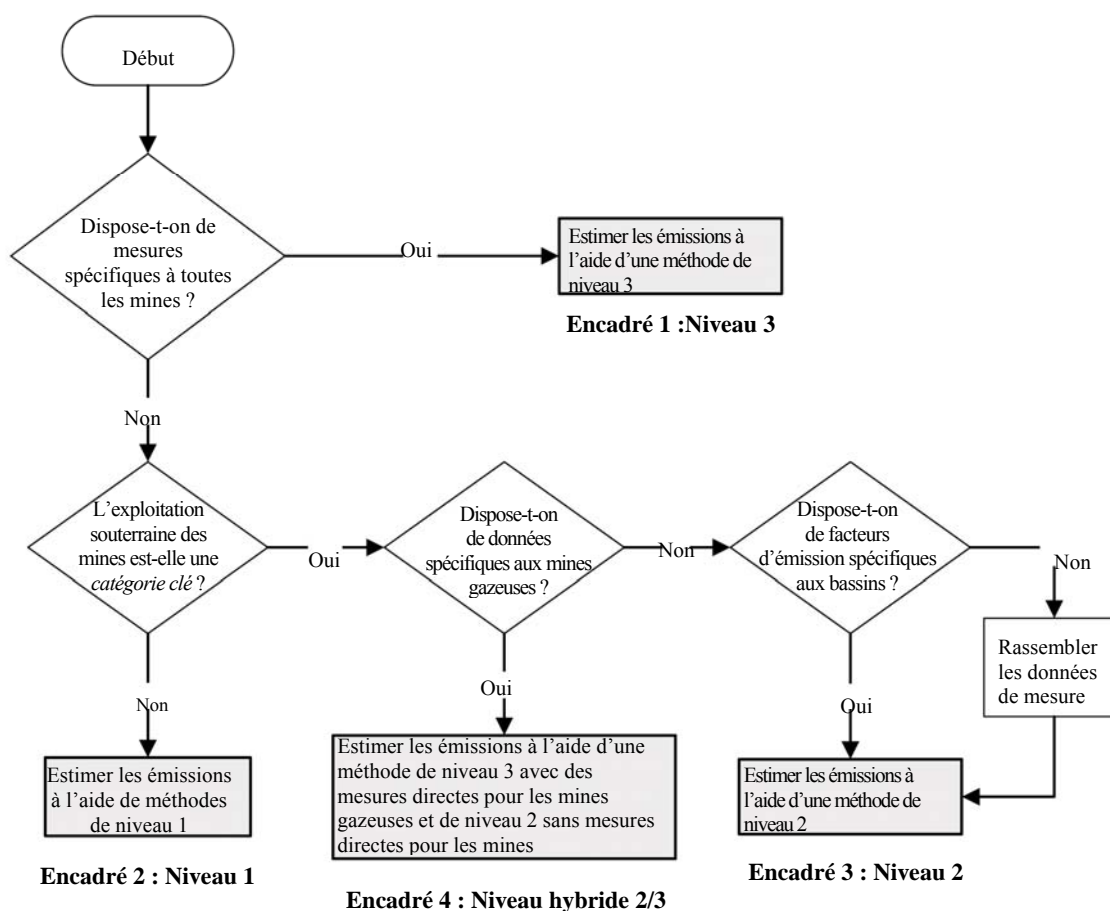 Début
Dispose-t-on de
mesures
spécifiques à toutes
les mines ?
Oui
Estimer les émissions à
l'aide d'une méthode de
niveau 3
Encadré 1 :Niveau 3
Non
L'exploitation
souterraine des
mines est-elle une
catégorie clé ?
Oui
Dispose-t-on
de données
spécifiques aux mines
gazeuses ?
Non
Dispose-t-on
de facteurs
d'émission spécifiques
aux bassins ?
Non
Rassembler
les données
de mesure
Non
Oui
Oui
Estimer les émissions
à l'aide de méthodes
de niveau 1
Encadré 2 : Niveau 1
Estimer les émissions à l'aide d'une
méthode de niveau 3 avec des
mesures directes pour les mines
gazeuses et de niveau 2 sans mesures
directes pour les mines
Encadré 4 : Niveau hybride 2/3
Estimer les émissions à
l'aide d'une méthode de
niveau 2
Encadré 3 : Niveau 2